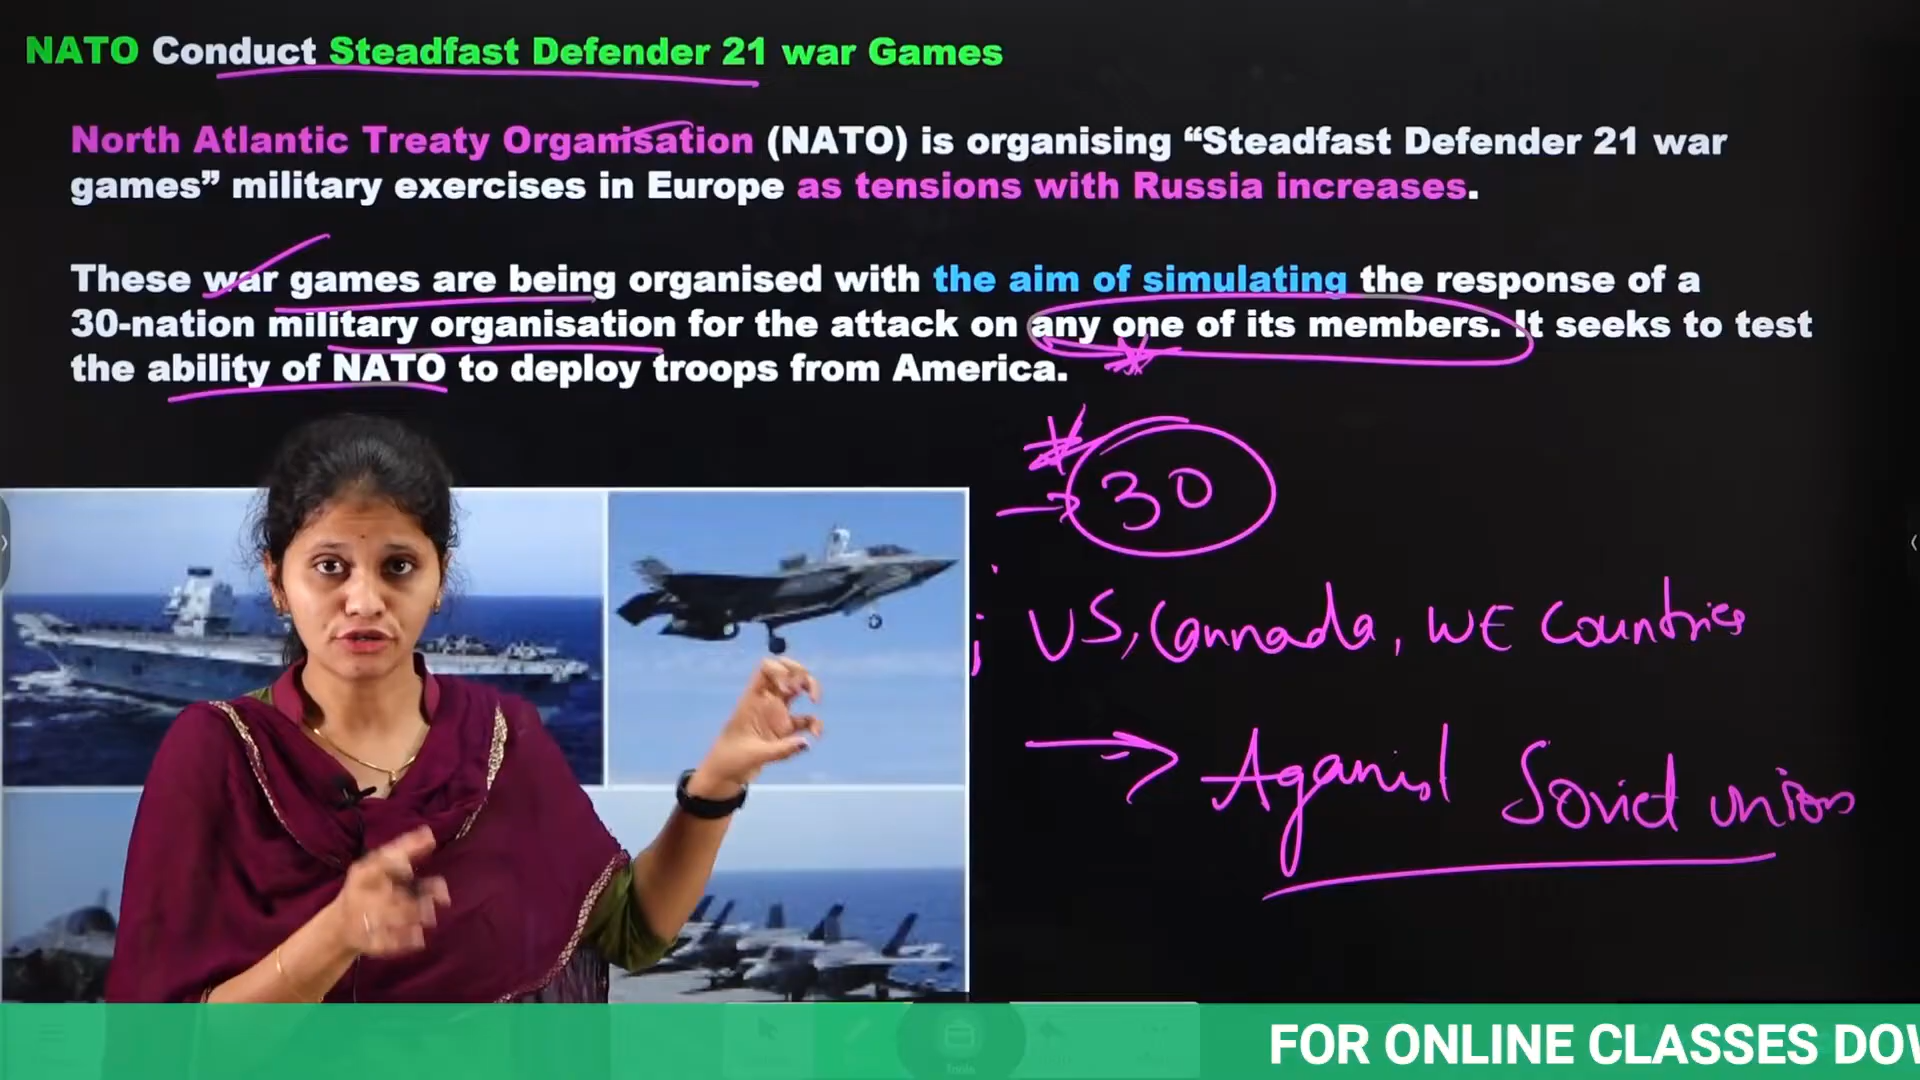 NATO Conduct Steadfast Defender 21 war Games
North Atlantic Treaty Organisation (NATO) is organising “Steadfast Defender 21 war
games” military exercises in Europe as tensions with Russia increases.
These war games are being organised with the aim of simulating the response of a
30-nation military organisation for the attack on any one of its members. It seeks to test
the ability of NATO to deploy troops from America.
30
US, Cannada, WE Countries
Against Soviet union
Tools
FOR ONLINE CLASSES DOW